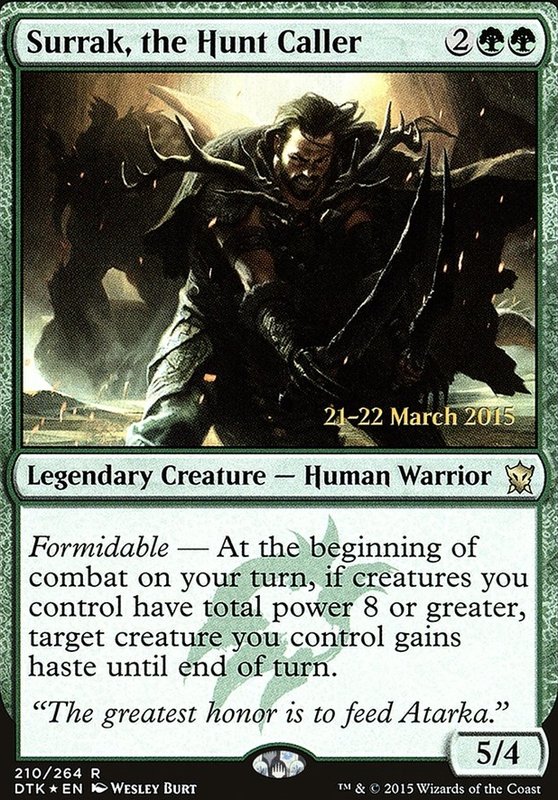 Surrak, the Hunt Caller 2
21–22 March 2015
Legendary Creature — Human Warrior
Formidable — At the beginning of
combat on your turn, if creatures you
control have total power 8 or greater,
target creature you control gains
haste until end of turn.
“The greatest honor is to feed Atarka.”
5/4
210/264 R
DTK ★ EN Wesley Burt
™ & © 2015 Wizards of the Coast